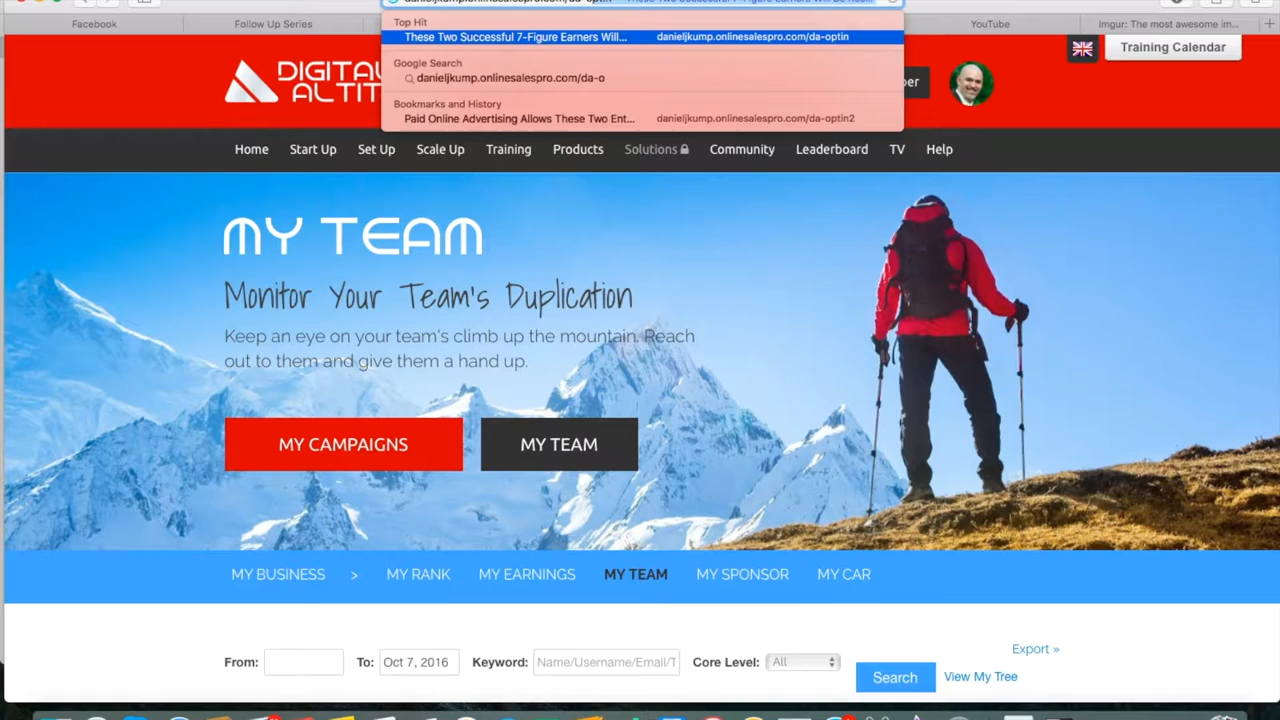 Top Hit
These Two Successful 7-Figure Earners Will... danieljkump.onlinesalespro.com/da-optin
Facebook Follow Up Series YouTube Imgur: The most awesome im...
Google Search
danieljkump.onlinesalespro.com/da-o
Bookmarks and History
Paid Online Advertising Allows These Two Ent... danieljkump.onlinesalespro.com/da-optin2
DIGITAL
ALTIT
Training Calendar
Home Start Up Set Up Scale Up Training Products Solutions Community Leaderboard TV Help
MY TEAM
Monitor Your Team's Duplication
Keep an eye on your team's climb up the mountain. Reach
out to them and give them a hand up.
MY CAMPAIGNS MY TEAM
MY BUSINESS > MY RANK MY EARNINGS MY TEAM MY SPONSOR MY CAR
From: To: Oct 7, 2016 Keyword: Name/Username/Email/T Core Level: All
Export »
Search View My Tree